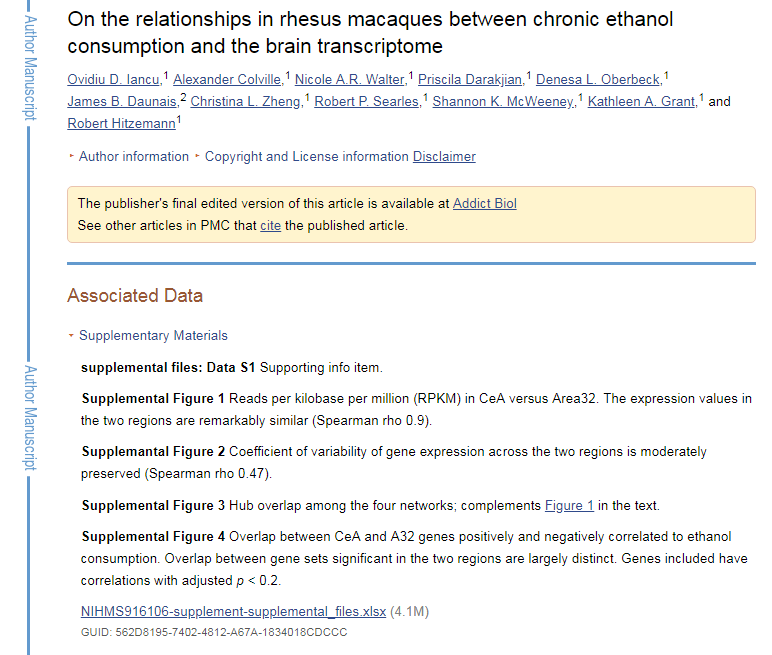 On the relationships in rhesus macaques between chronic ethanol
consumption and the brain transcriptome
Ovidiu D. Iancu,1 Alexander Colville,1 Nicole A.R. Walter,1 Priscila Darakjian,1 Denesa L. Oberbeck,1
James B. Daunais,2 Christina L. Zheng,1 Robert P. Searles,1 Shannon K. McWeeney,1 Kathleen A. Grant,1 and
Robert Hitzemann1
▸ Author information ▸ Copyright and License information Disclaimer
The publisher's final edited version of this article is available at Addict Biol
See other articles in PMC that cite the published article.
Associated Data
▾ Supplementary Materials
supplemental files: Data S1 Supporting info item.
Supplemental Figure 1 Reads per kilobase per million (RPKM) in CeA versus Area32. The expression values in
the two regions are remarkably similar (Spearman rho 0.9).
Supplemantal Figure 2 Coefficient of variability of gene expression across the two regions is moderately
preserved (Spearman rho 0.47).
Supplemental Figure 3 Hub overlap among the four networks; complements Figure 1 in the text.
Supplemental Figure 4 Overlap between CeA and A32 genes positively and negatively correlated to ethanol
consumption. Overlap between gene sets significant in the two regions are largely distinct. Genes included have
correlations with adjusted p < 0.2.
NIHMS916106-supplement-supplemental_files.xlsx (4.1M)
GUID: 562D8195-7402-4812-A67A-1834018CDCCC
Author Manuscript
Author Manuscript